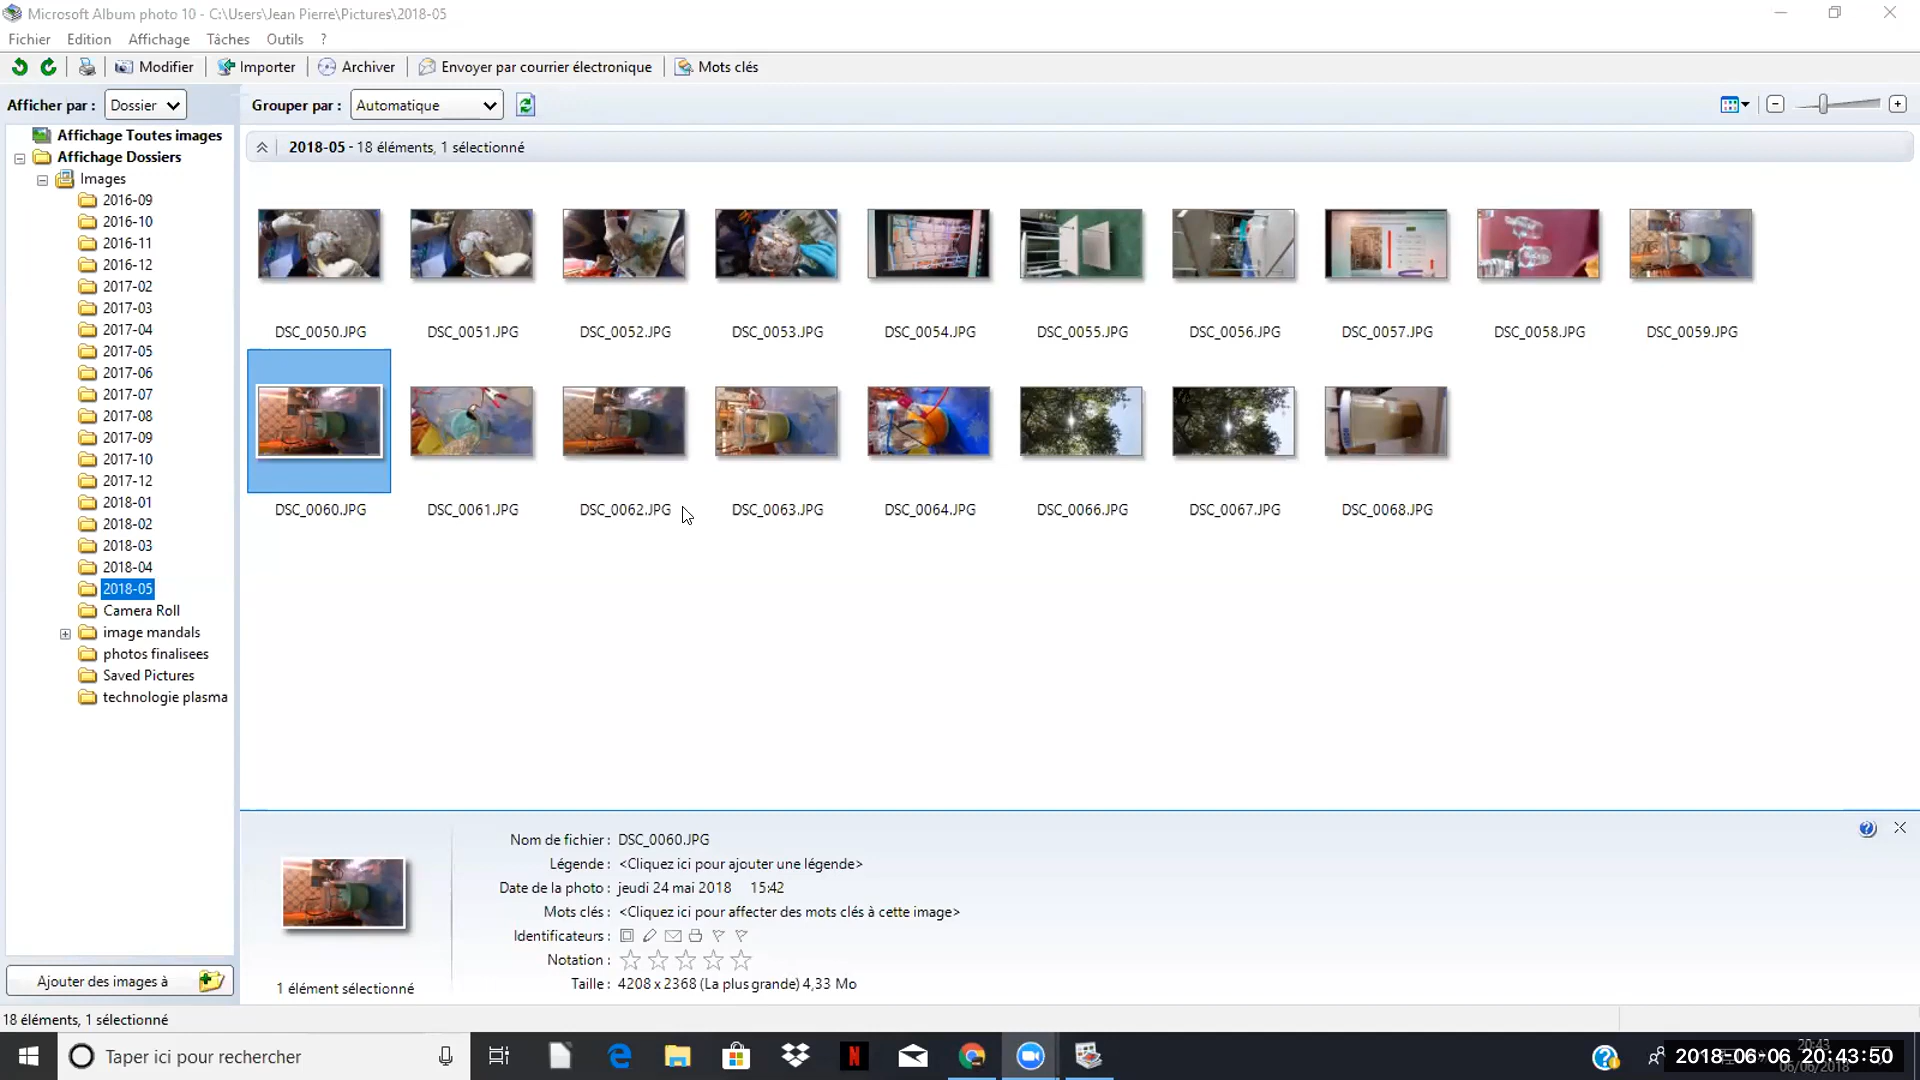 Microsoft Album photo 10 - C:\Users\Jean Pierre\Pictures\2018-05
Fichier Edition Affichage Tâches Outils ?
Modifier Importer Archiver Envoyer par courrier électronique Mots clés
Afficher par : Dossier Grouper par : Automatique
Affichage Toutes images
Affichage Dossiers
Images
2016-09
2016-10
2016-11
2016-12
2017-02
2017-03
2017-04
2017-05
2017-06
2017-07
2017-08
2017-09
2017-10
2017-12
2018-01
2018-02
2018-03
2018-04
2018-05
Camera Roll
image mandals
photos finalisees
Saved Pictures
technologie plasma
Ajouter des images à
2018-05 - 18 éléments, 1 sélectionné
DSC_0050.JPG DSC_0051.JPG DSC_0052.JPG DSC_0053.JPG DSC_0054.JPG DSC_0055.JPG DSC_0056.JPG DSC_0057.JPG DSC_0058.JPG DSC_0059.JPG
DSC_0060.JPG DSC_0061.JPG DSC_0062.JPG DSC_0063.JPG DSC_0064.JPG DSC_0066.JPG DSC_0067.JPG DSC_0068.JPG
1 élément sélectionné
Nom de fichier : DSC_0060.JPG
Légende : <Cliquez ici pour ajouter une légende>
Date de la photo : jeudi 24 mai 2018 15:42
Mots clés : <Cliquez ici pour affecter des mots clés à cette image>
Identificateurs :
Notation :
Taille : 4208 x 2368 (La plus grande) 4,33 Mo
18 éléments, 1 sélectionné
Taper ici pour rechercher
20:43
2018-06-06 20:43:50
06/06/2018